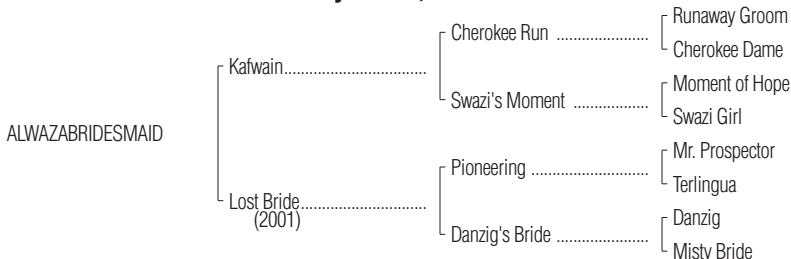 Cherokee Run ......................
Runaway Groom
Cherokee Dame
Kafwain..................................
Swazi's Moment ..................
Moment of Hope
Swazi Girl
ALWAZABRIDESMAID
Pioneering ............................
Mr. Prospector
Terlingua
Lost Bride..............................
(2001)
Danzig's Bride ......................
Danzig
Misty Bride